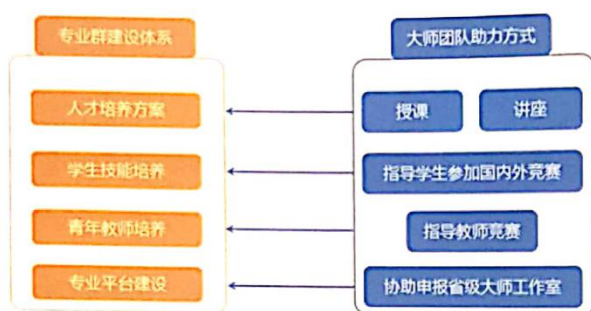 专业群建设体系
大师团队助力方式
人才培养方案
授课
讲座
学生技能培养
指导学生参加国内外竞赛
青年教师培养
指导教师竞赛
专业平台建设
协助申报省级大师工作室